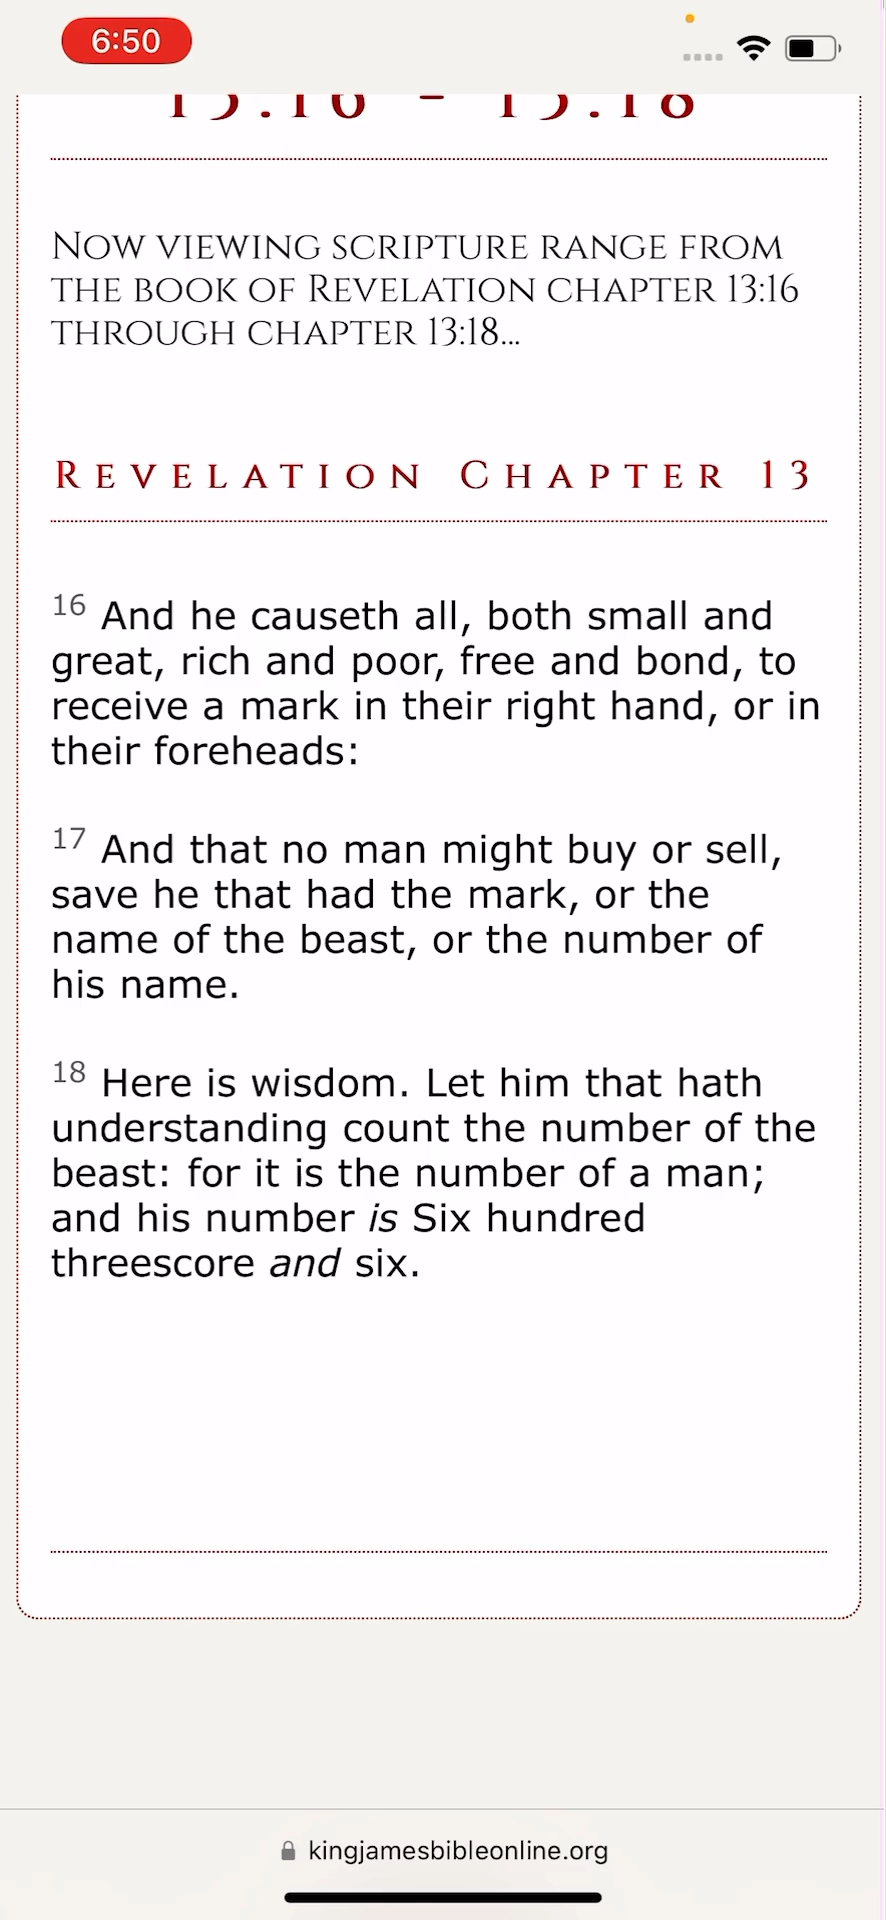 6:50
13:16 - 13:18
Now viewing scripture range from
the book of Revelation chapter 13:16
through chapter 13:18...
Revelation Chapter 13
16 And he causeth all, both small and
great, rich and poor, free and bond, to
receive a mark in their right hand, or in
their foreheads:
17 And that no man might buy or sell,
save he that had the mark, or the
name of the beast, or the number of
his name.
18 Here is wisdom. Let him that hath
understanding count the number of the
beast: for it is the number of a man;
and his number is Six hundred
threescore and six.
kingjamesbibleonline.org